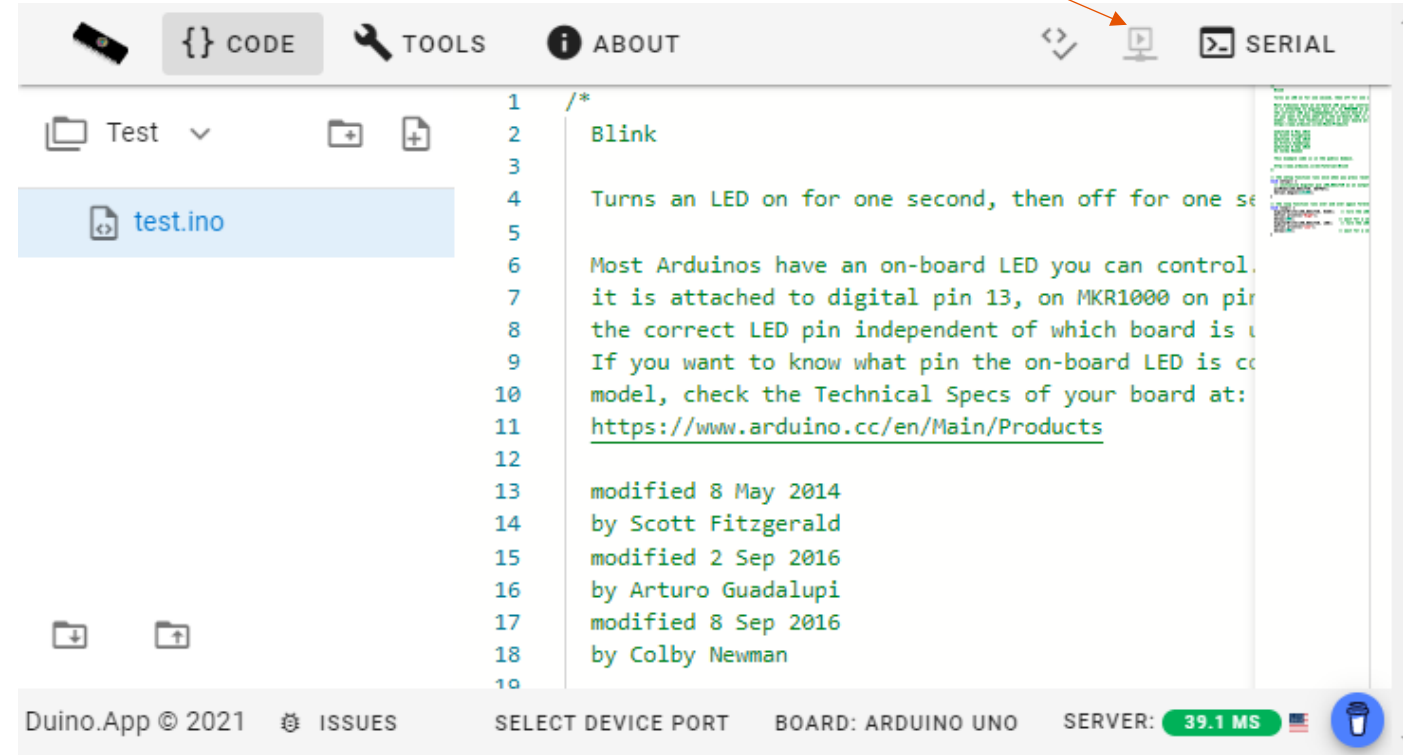 {} CODE TOOLS ABOUT SERIAL
Test
test.ino
1 /*
2 Blink
3
4 Turns an LED on for one second, then off for one se
5
6 Most Arduinos have an on-board LED you can control.
7 it is attached to digital pin 13, on MKR1000 on pin
8 the correct LED pin independent of which board is u
9 If you want to know what pin the on-board LED is co
10 model, check the Technical Specs of your board at:
11 https://www.arduino.cc/en/Main/Products
12
13 modified 8 May 2014
14 by Scott Fitzgerald
15 modified 2 Sep 2016
16 by Arturo Guadalupi
17 modified 8 Sep 2016
18 by Colby Newman
19
Duino.App © 2021 ISSUES SELECT DEVICE PORT BOARD: ARDUINO UNO SERVER: 39.1 MS